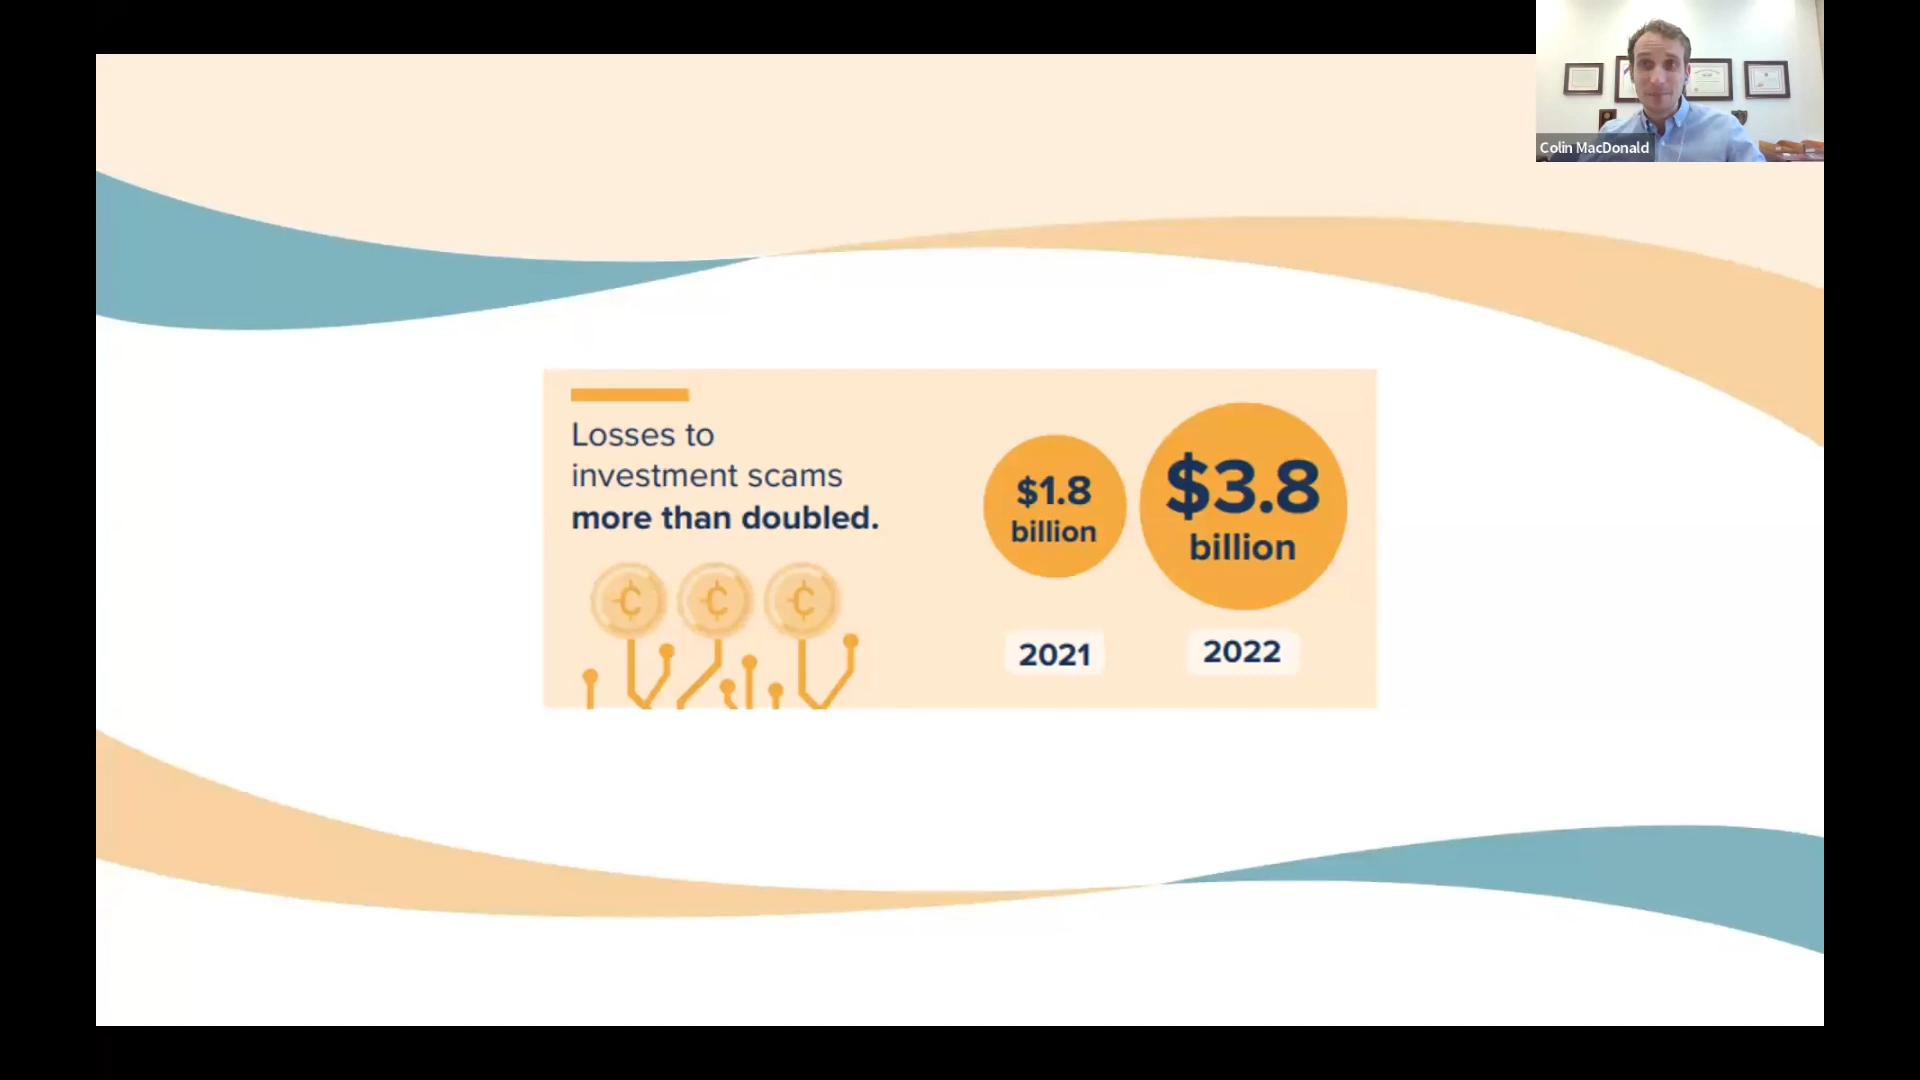 Colin MacDonald
Losses to
investment scams
more than doubled.
$1.8
billion
$3.8
billion
2021
2022